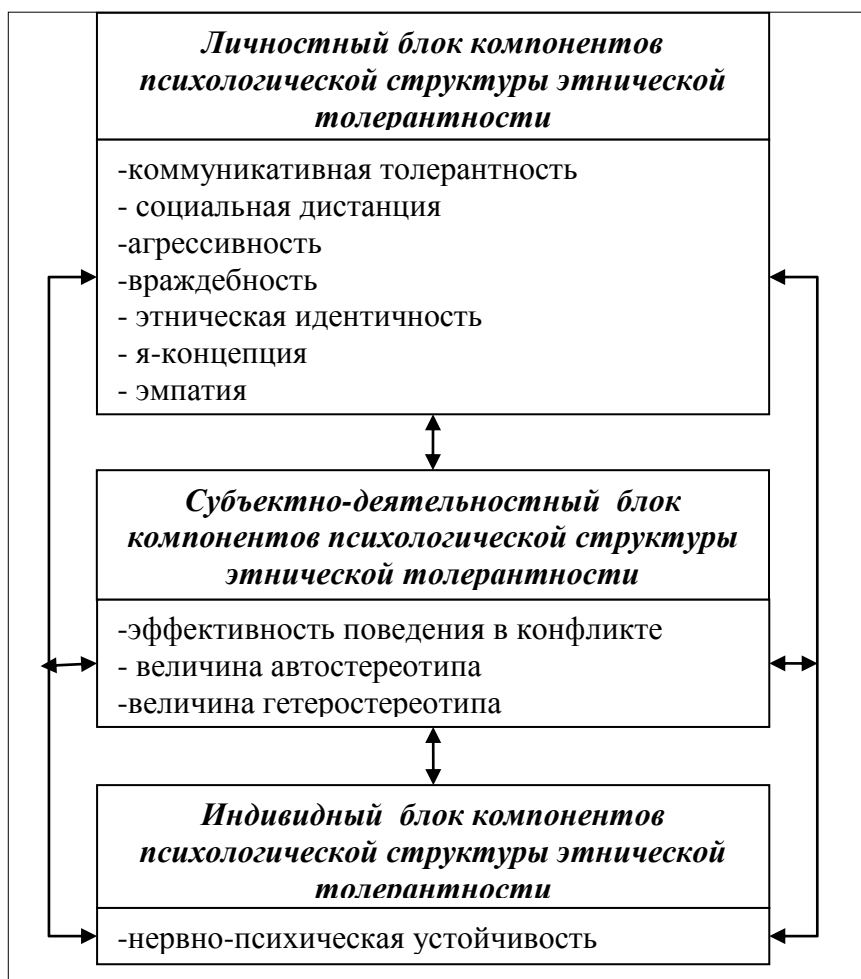 Личностный блок компонентов
психологической структуры этнической
толерантности
-коммуникативная толерантность
- социальная дистанция
-агрессивность
-враждебность
- этническая идентичность
- я-концепция
- эмпатия
Субъектно-деятельностный блок
компонентов психологической структуры
этнической толерантности
-эффективность поведения в конфликте
- величина автостереотипа
-величина гетеростереотипа
Индивидный блок компонентов
психологической структуры этнической
толерантности
-нервно-психическая устойчивость